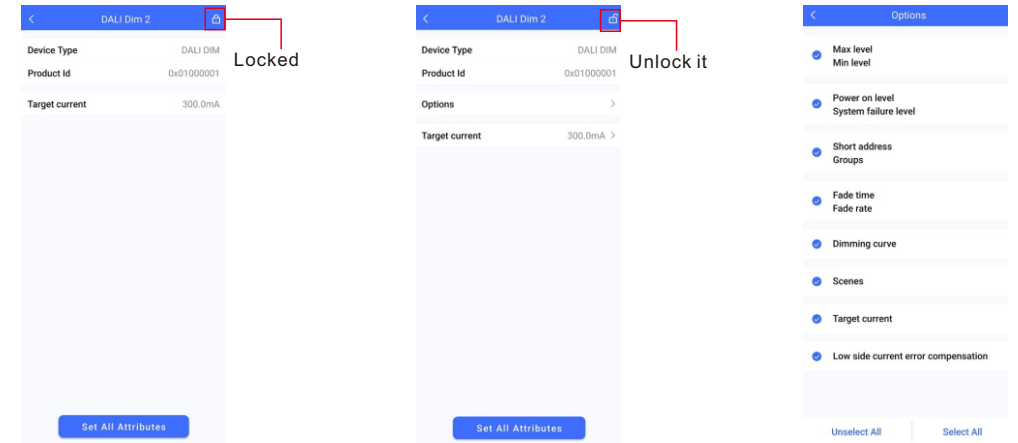 DALI Dim 2
Device Type DALI DIM
Product Id 0x01000001
Target current 300.0mA
Set All Attributes
Locked
DALI Dim 2
Device Type DALI DIM
Product Id 0x01000001
Options
Target current 300.0mA
Set All Attributes
Unlock it
Options
Max level
Min level
Power on level
System failure level
Short address
Groups
Fade time
Fade rate
Dimming curve
Scenes
Target current
Low side current error compensation
Unselect All Select All